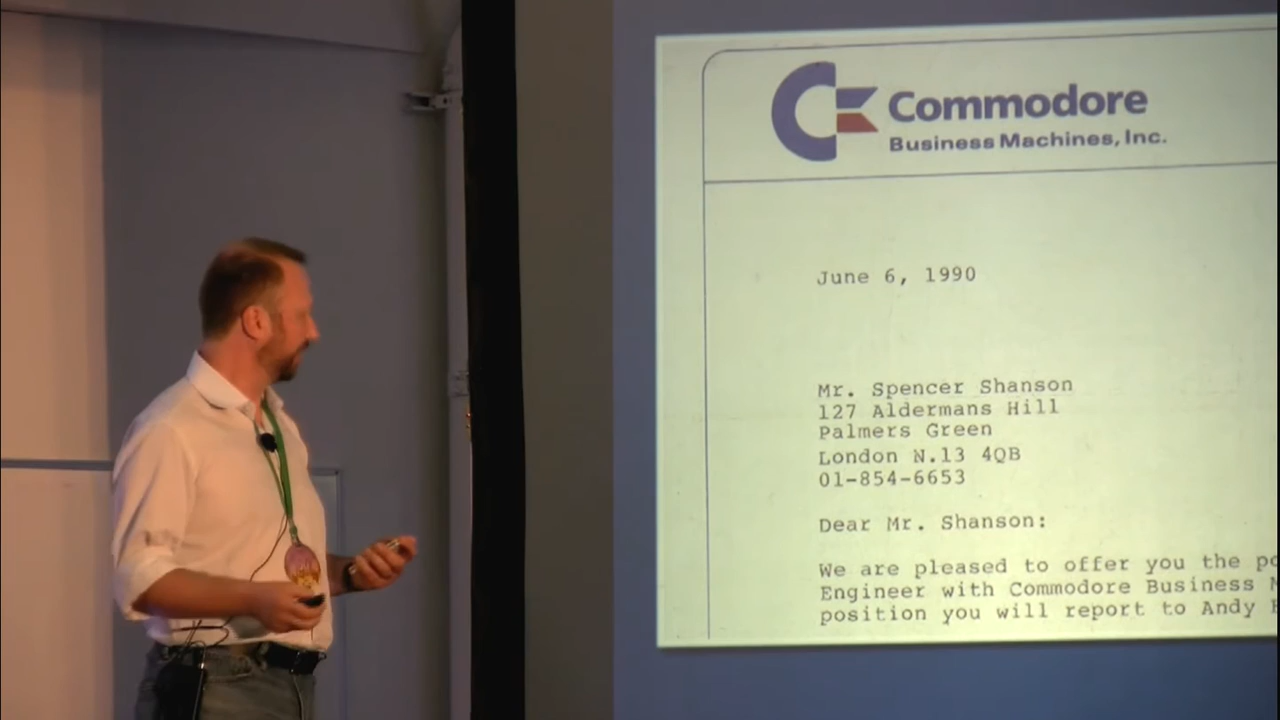 Commodore
Business Machines, Inc.
June 6, 1990
Mr. Spencer Shanson
127 Aldermans Hill
Palmers Green
London N.13 4QB
01-854-6653
Dear Mr. Shanson:
We are pleased to offer you the
Engineer with Commodore Business
position you will report to Andy